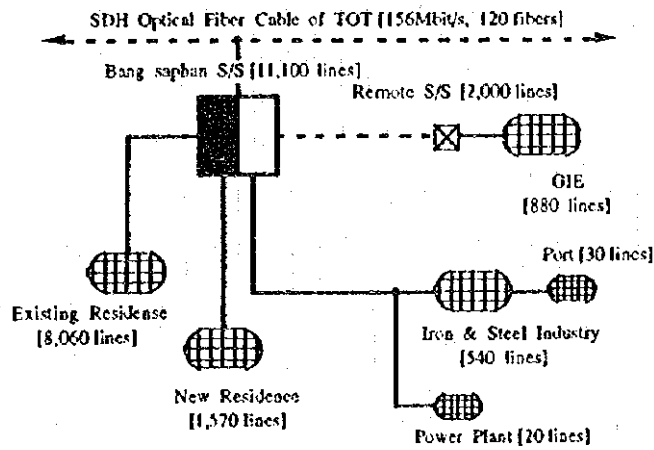 SDH Optical Fiber Cable of TOT [156Mbit/s, 120 fibers]
Bang saphan S/S [11,100 lines]
Remote S/S [2,000 lines]
GIE
[880 lines]
Port [30 lines]
Existing Residense
[8,060 lines]
Iron & Steel Industry
[540 lines]
New Residence
[1,570 lines]
Power Plant [20 lines]